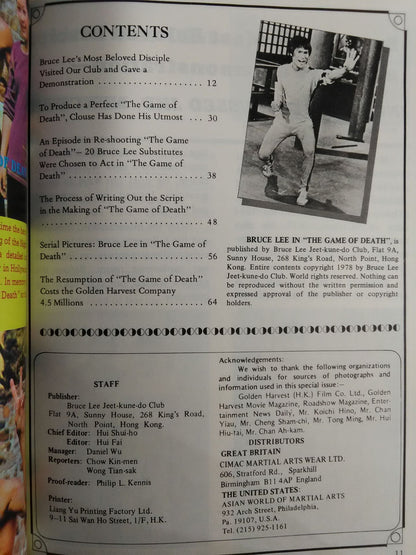 CONTENTS
Bruce Lee's Most Beloved Disciple
Visited Our Club and Gave a
Demonstration ..................... 12
To Produce a Perfect "The Game of
Death", Clouse Has Done His Utmost ... 30
An Episode in Re-shooting "The Game
of Death"– 20 Bruce Lee Substitutes
Were Chosen to Act in "The Game of
Death" ........................... 38
The Process of Writing Out the Script
in the Making of "The Game of Death"
.................................. 48
Serial Pictures: Bruce Lee in "The Game of
Death" ........................... 56
The Resumption of "The Game of Death"
Costs the Golden Harvest Company
4.5 Millions ..................... 64
BRUCE LEE IN "THE GAME OF DEATH", is
published by Bruce Lee Jeet-kune-do Club, Flat 9A,
Sunny House, 268 King's Road, North Point, Hong
Kong. Entire contents copyright 1978 by Bruce Lee
Jeet-kune-do Club. World rights reserved. Nothing can
be reproduced without the written permission and
expressed approval of the publisher or copyright
holders.
STAFF
Publisher:
Bruce Lee Jeet-kune-do Club
Flat 9A, Sunny House, 268 King's Road,
North Point, Hong Kong.
Chief Editor: Hui Shui-ho
Editor: Hui Fai
Manager: Daniel Wu
Reporters: Chow Kin-men
Wong Tian-sak
Proof-reader: Philip L. Kennis
Printer:
Liang Yu Printing Factory Ltd.
9–11 Sai Wan Ho Street, 1/F, H.K.
Acknowledgements:
We wish to thank the following organizations
and individuals for sources of photographs and
information used in this special issue:–
Golden Harvest (H.K.) Film Co. Ltd., Golden
Harvest Movie Magazine, Roadshow Magazine, Enter-
tainment News Daily, Mr. Koichi Hino, Mr. Chan
Yiau, Mr. Cheng Sham-chi, Mr. Tong Ming, Mr. Hui
Hiu-tai, Mr. Chan Ah-kam.
DISTRIBUTORS
GREAT BRITAIN
CIMAC MARTIAL ARTS WEAR LTD.
606, Stratford Rd., Sparkhill
Birmingham B11 4AP England
THE UNITED STATES:
ASIAN WORLD OF MARTIAL ARTS
932 Arch Street, Philadelphia,
Pa. 19107, U.S.A.
Tel. (215) 925-1161